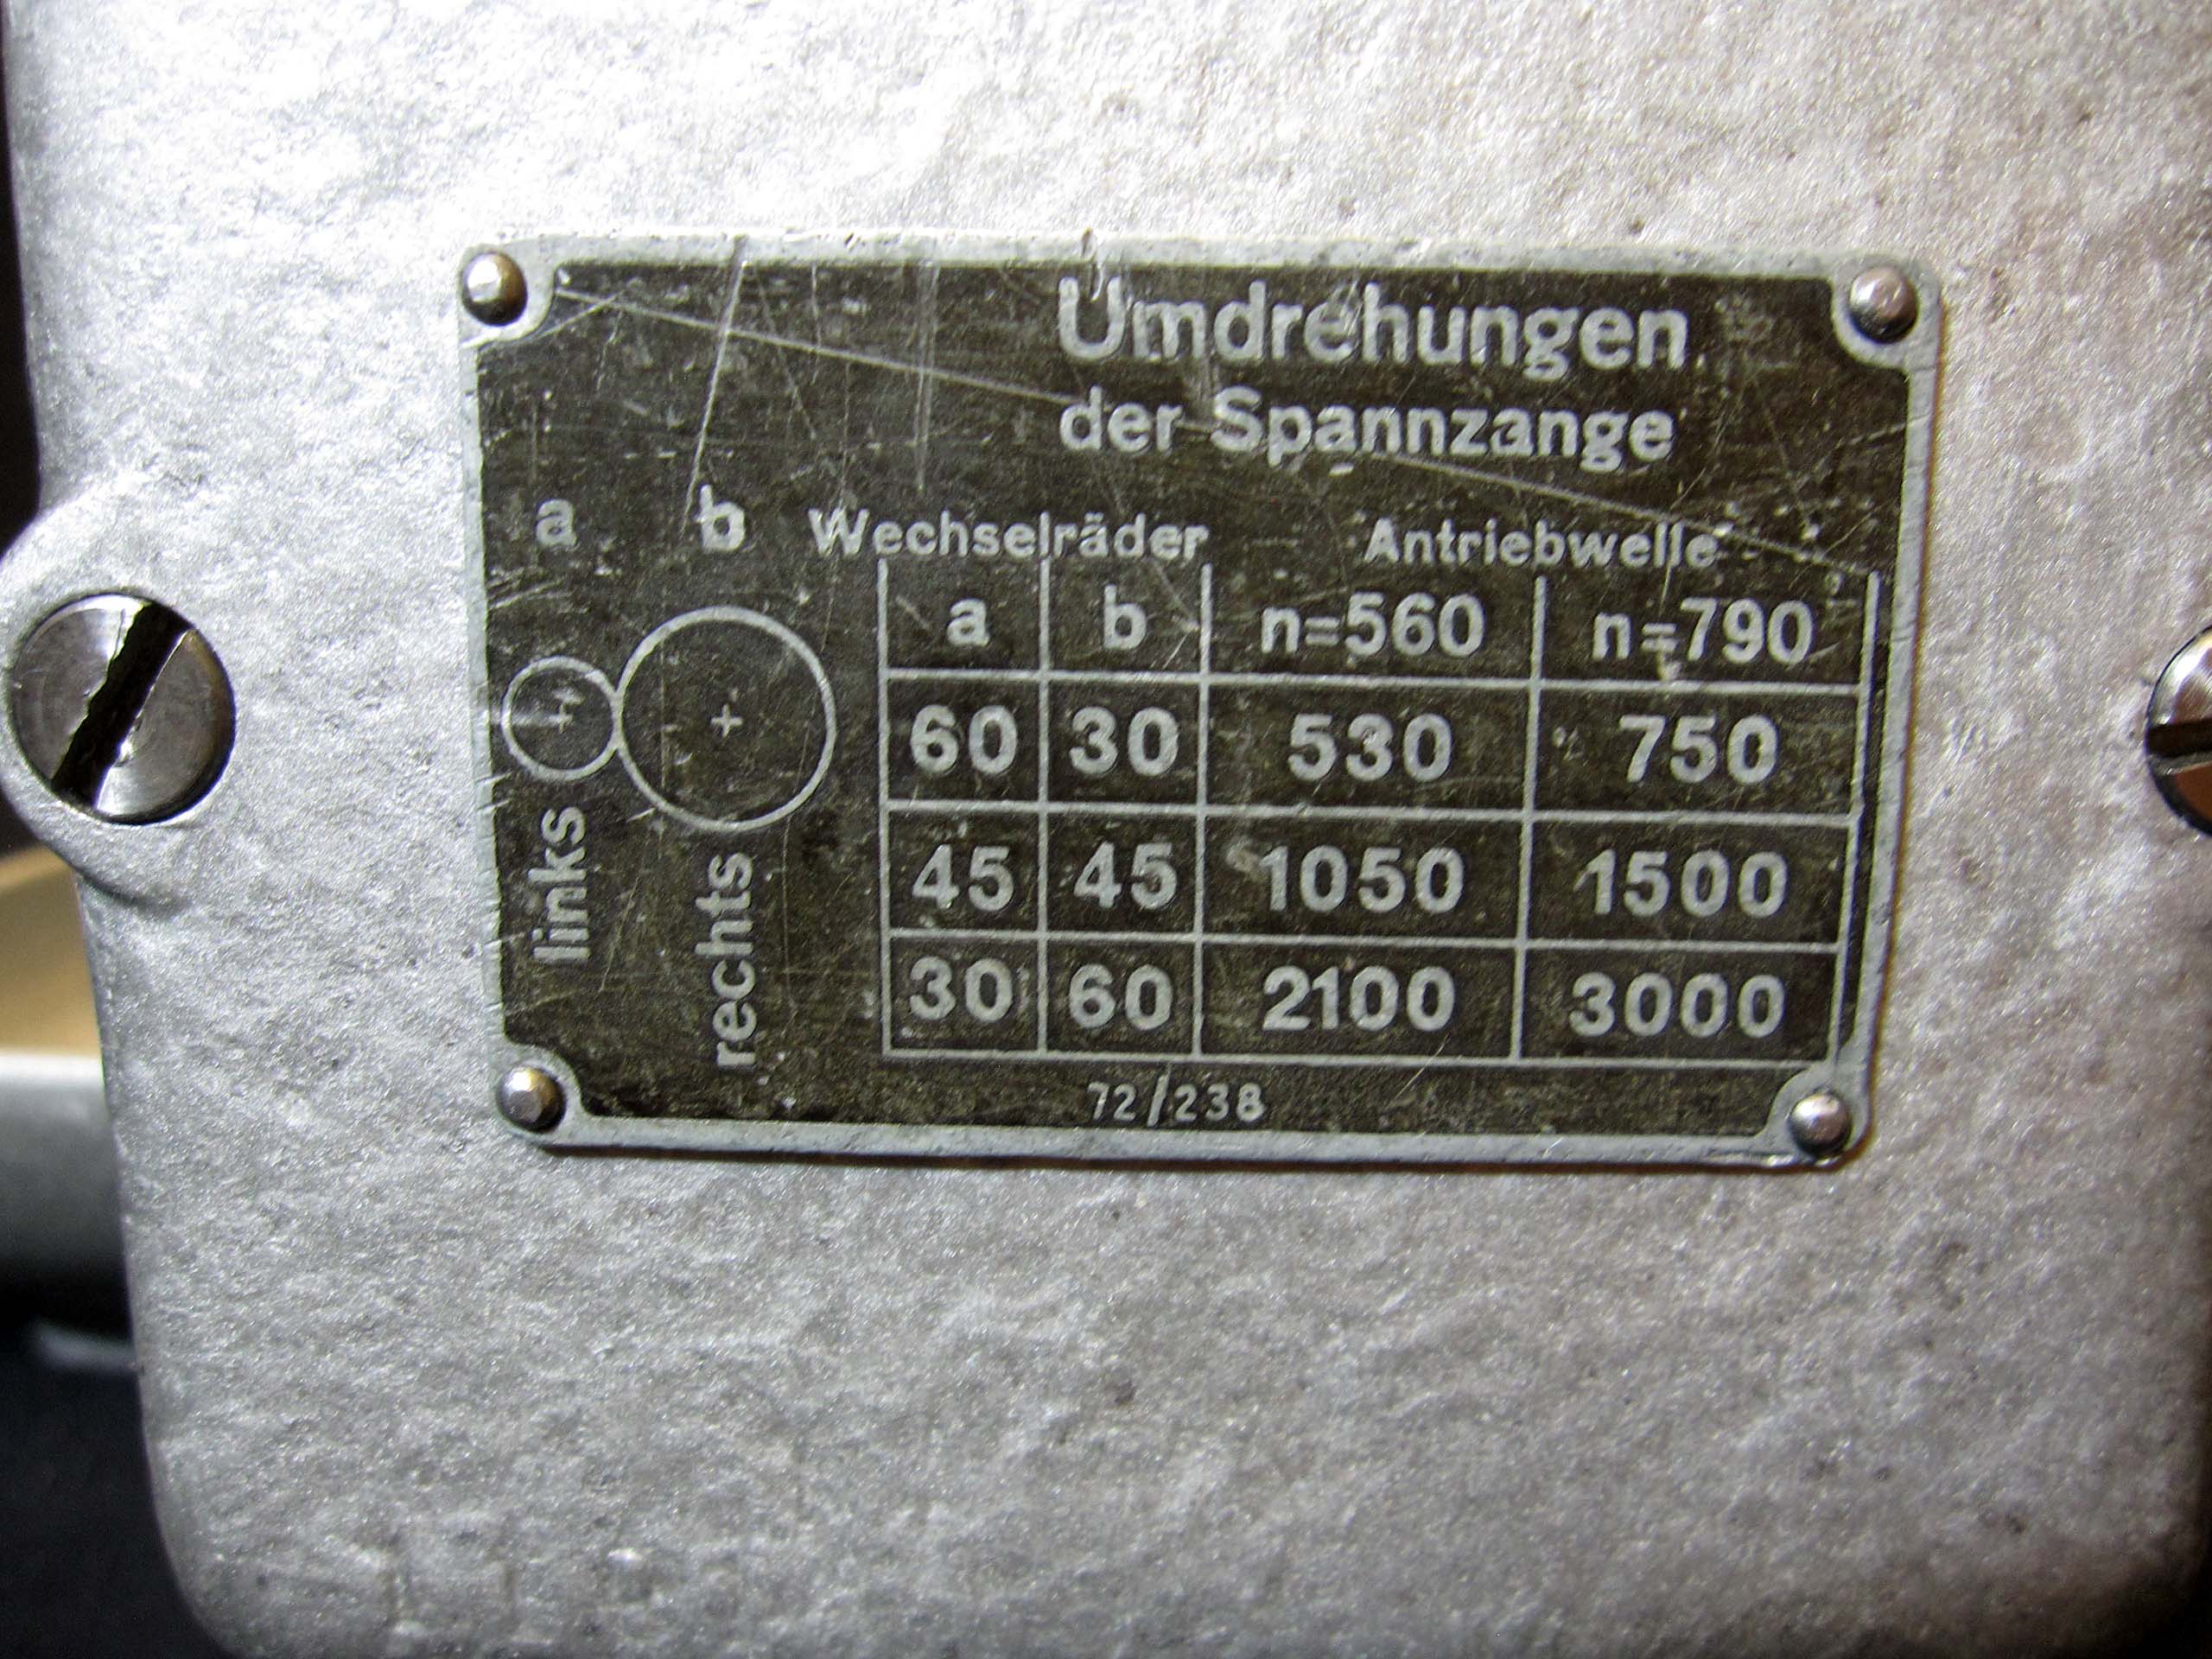 Umdrehungen
der Spannzange
a b Wechselräder Antriebwelle
a b n=560 n=790
60 30 530 750
45 45 1050 1500
30 60 2100 3000
links
rechts
72/238